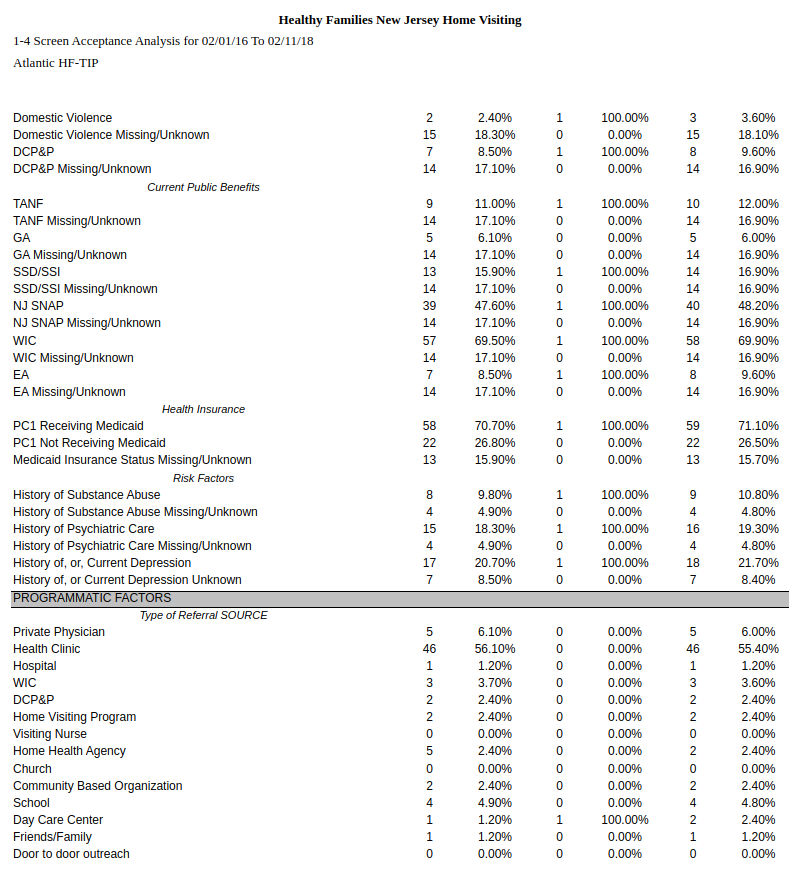 Healthy Families New Jersey Home Visiting
1-4 Screen Acceptance Analysis for 02/01/16 To 02/11/18
Atlantic HF-TIP
Domestic Violence 2 2.40% 1 100.00% 3 3.60%
Domestic Violence Missing/Unknown 15 18.30% 0 0.00% 15 18.10%
DCP&P 7 8.50% 1 100.00% 8 9.60%
DCP&P Missing/Unknown 14 17.10% 0 0.00% 14 16.90%
Current Public Benefits
TANF 9 11.00% 1 100.00% 10 12.00%
TANF Missing/Unknown 14 17.10% 0 0.00% 14 16.90%
GA 5 6.10% 0 0.00% 5 6.00%
GA Missing/Unknown 14 17.10% 0 0.00% 14 16.90%
SSD/SSI 13 15.90% 1 100.00% 14 16.90%
SSD/SSI Missing/Unknown 14 17.10% 0 0.00% 14 16.90%
NJ SNAP 39 47.60% 1 100.00% 40 48.20%
NJ SNAP Missing/Unknown 14 17.10% 0 0.00% 14 16.90%
WIC 57 69.50% 1 100.00% 58 69.90%
WIC Missing/Unknown 14 17.10% 0 0.00% 14 16.90%
EA 7 8.50% 1 100.00% 8 9.60%
EA Missing/Unknown 14 17.10% 0 0.00% 14 16.90%
Health Insurance
PC1 Receiving Medicaid 58 70.70% 1 100.00% 59 71.10%
PC1 Not Receiving Medicaid 22 26.80% 0 0.00% 22 26.50%
Medicaid Insurance Status Missing/Unknown 13 15.90% 0 0.00% 13 15.70%
Risk Factors
History of Substance Abuse 8 9.80% 1 100.00% 9 10.80%
History of Substance Abuse Missing/Unknown 4 4.90% 0 0.00% 4 4.80%
History of Psychiatric Care 15 18.30% 1 100.00% 16 19.30%
History of Psychiatric Care Missing/Unknown 4 4.90% 0 0.00% 4 4.80%
History of, or, Current Depression 17 20.70% 1 100.00% 18 21.70%
History of, or Current Depression Unknown 7 8.50% 0 0.00% 7 8.40%
PROGRAMMATIC FACTORS
Type of Referral SOURCE
Private Physician 5 6.10% 0 0.00% 5 6.00%
Health Clinic 46 56.10% 0 0.00% 46 55.40%
Hospital 1 1.20% 0 0.00% 1 1.20%
WIC 3 3.70% 0 0.00% 3 3.60%
DCP&P 2 2.40% 0 0.00% 2 2.40%
Home Visiting Program 2 2.40% 0 0.00% 2 2.40%
Visiting Nurse 0 0.00% 0 0.00% 0 0.00%
Home Health Agency 5 2.40% 0 0.00% 2 2.40%
Church 0 0.00% 0 0.00% 0 0.00%
Community Based Organization 2 2.40% 0 0.00% 2 2.40%
School 4 4.90% 0 0.00% 4 4.80%
Day Care Center 1 1.20% 1 100.00% 2 2.40%
Friends/Family 1 1.20% 0 0.00% 1 1.20%
Door to door outreach 0 0.00% 0 0.00% 0 0.00%